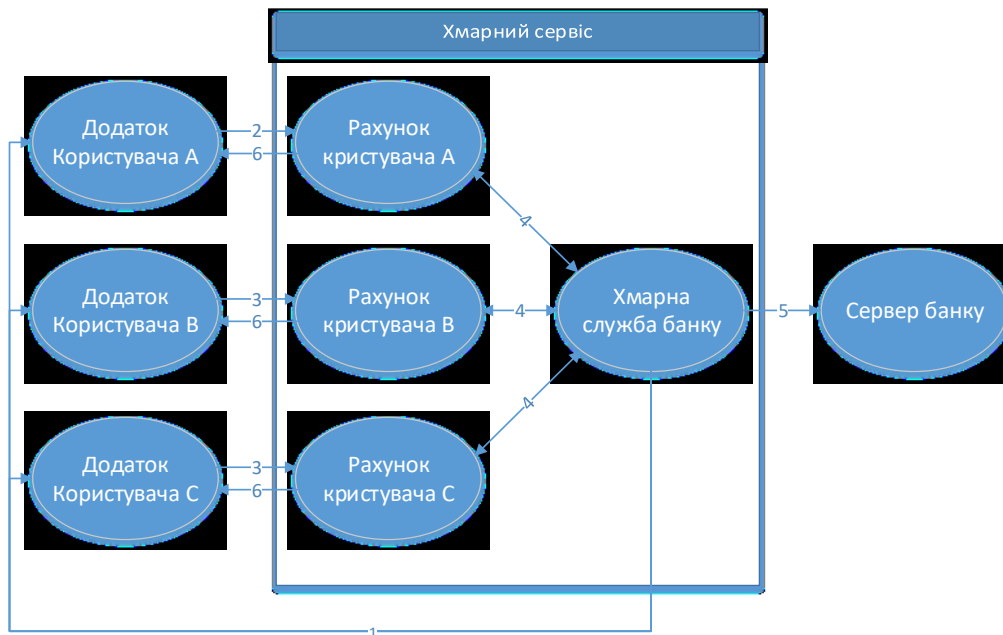 Хмарний сервіс
Додаток
Користувача А
2
6
Рахунок
кристувача А
4
Додаток
Користувача В
3
6
Рахунок
кристувача В
4
Хмарна
служба банку
5
Сервер банку
4
Додаток
Користувача С
3
6
Рахунок
кристувача С
1